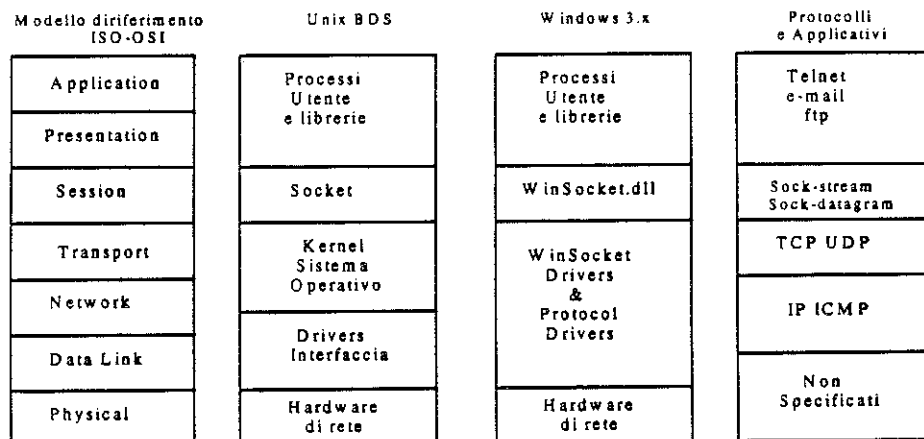 Modello diriferimento
ISO-OSI
Application
Presentation
Session
Transport
Network
Data Link
Physical
Unix BDS
Processi
Utente
e librerie
Socket
Kernel
Sistema
Operativo
Drivers
Interfaccia
Hardware
di rete
Windows 3.x
Processi
Utente
e librerie
WinSocket.dll
WinSocket
Drivers
&
Protocol
Drivers
Hardware
di rete
Protocolli
e Applicativi
Telnet
e-mail
ftp
Sock-stream
Sock-datagram
TCP UDP
IP ICMP
Non
Specificati